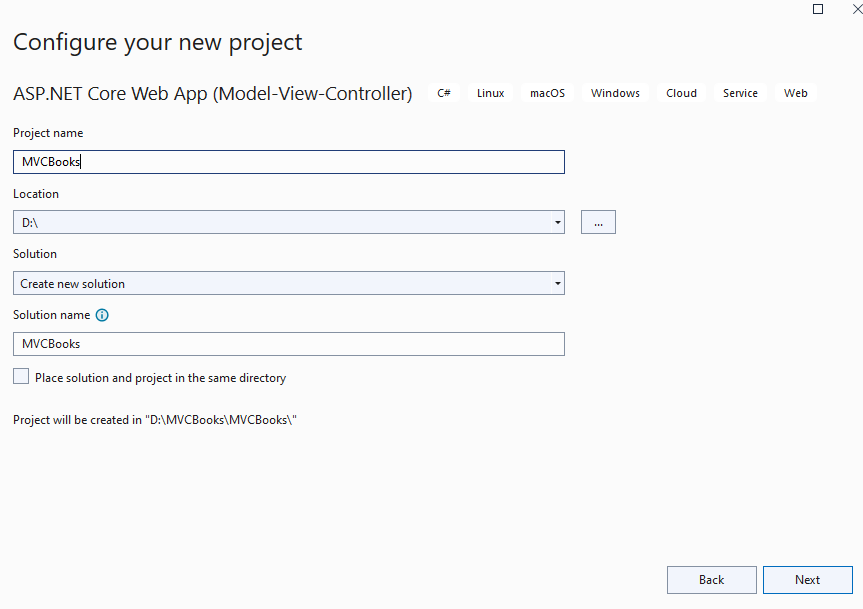 Configure your new project
ASP.NET Core Web App (Model-View-Controller) C# Linux macOS Windows Cloud Service Web
Project name
MVCBooks
Location
D:\
...
Solution
Create new solution
Solution name
MVCBooks
Place solution and project in the same directory
Project will be created in "D:\MVCBooks\MVCBooks\"
Back Next